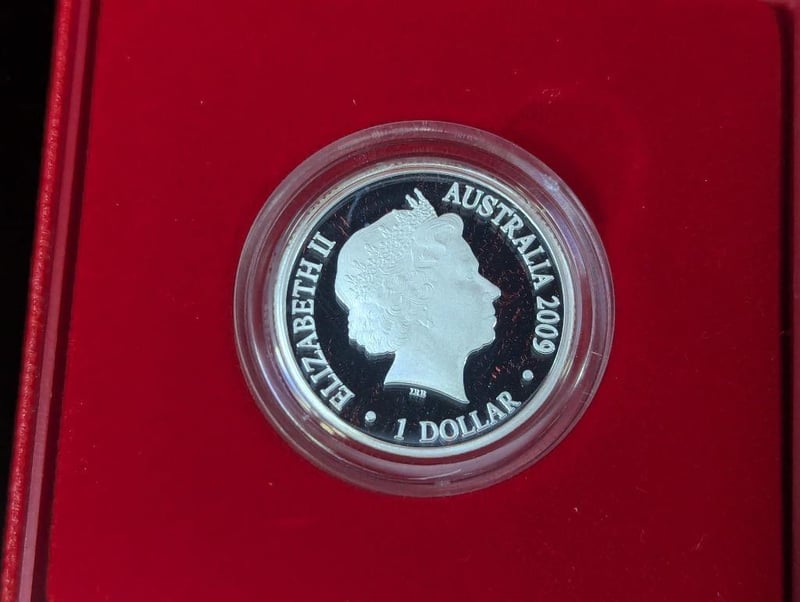 ELIZABETH II
AUSTRALIA 2009
• 1 DOLLAR •
IRB